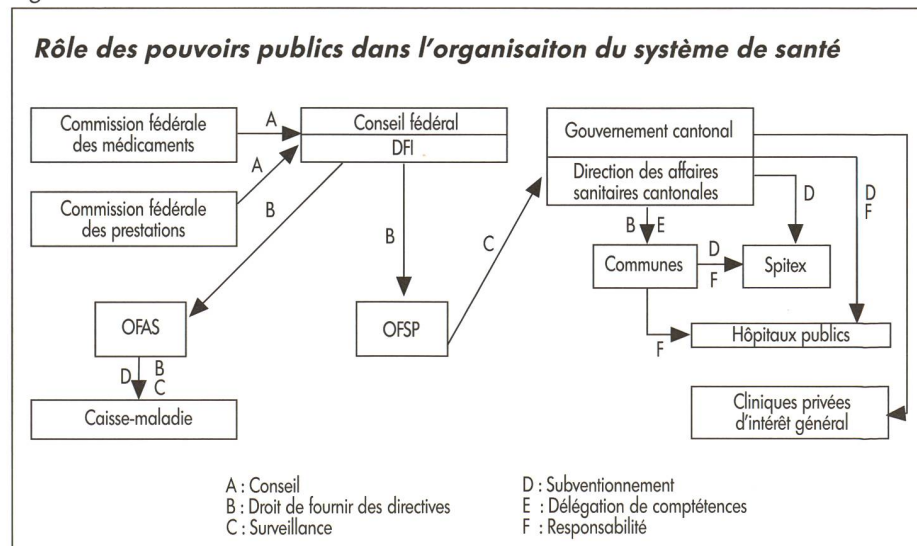 Rôle des pouvoirs publics dans l'organisaiton du système de santé
Commission fédérale
des médicaments
A
Conseil fédéral
DFI
Gouvernement cantonal
Direction des affaires
sanitaires cantonales
A
Commission fédérale
des prestations
B
B
C
B
E
D
D
F
Communes
D
F
Spitex
OFAS
OFSP
F
Hôpitaux publics
D
B
C
Caisse-maladie
Cliniques privées
d'intérêt général
A : Conseil
B : Droit de fournir des directives
C : Surveillance
D : Subventionnement
E : Délégation de comptétences
F : Responsabilité